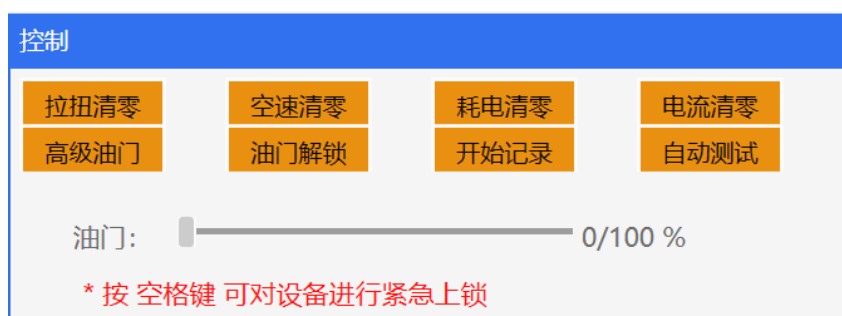 控制
拉扭清零 空速清零 耗电清零 电流清零
高级油门 油门解锁 开始记录 自动测试
油门: 0/100 %
* 按 空格键 可对设备进行紧急上锁